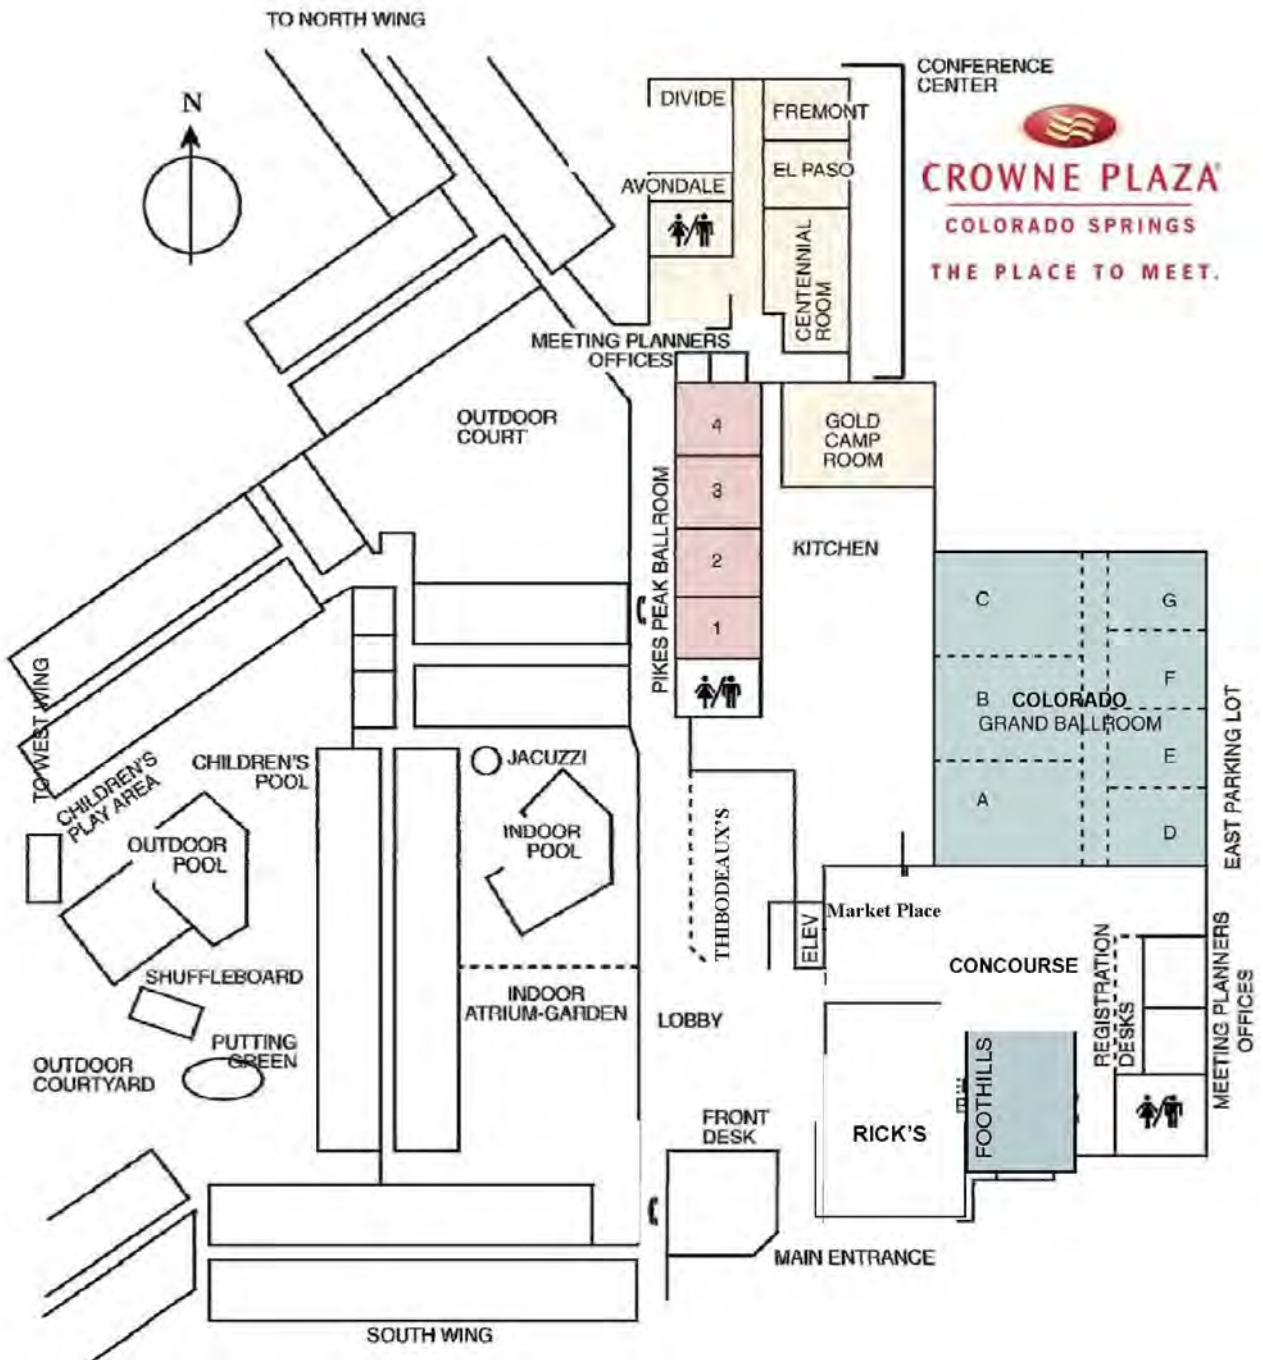 TO NORTH WING
N
CONFERENCE
CENTER
CROWNE PLAZA
COLORADO SPRINGS
THE PLACE TO MEET.
DIVIDE
FREMONT
EL PASO
AVONDALE
CENTENNIAL
ROOM
MEETING PLANNERS
OFFICES
OUTDOOR
COURT
4
3
2
1
PIKES PEAK BALLROOM
GOLD
CAMP
ROOM
KITCHEN
C
G
B
F
COLORADO
GRAND BALLROOM
E
A
D
EAST PARKING LOT
TO WEST WING
CHILDREN'S
PLAY AREA
CHILDREN'S
POOL
JACUZZI
OUTDOOR
POOL
INDOOR
POOL
THIBODEAUX'S
ELEV
Market Place
CONCOURSE
REGISTRATION
DESKS
MEETING PLANNERS
OFFICES
SHUFFLEBOARD
INDOOR
ATRIUM-GARDEN
LOBBY
PUTTING
GREEN
OUTDOOR
COURTYARD
FRONT
DESK
RICK'S
FOOTHILLS
MAIN ENTRANCE
SOUTH WING